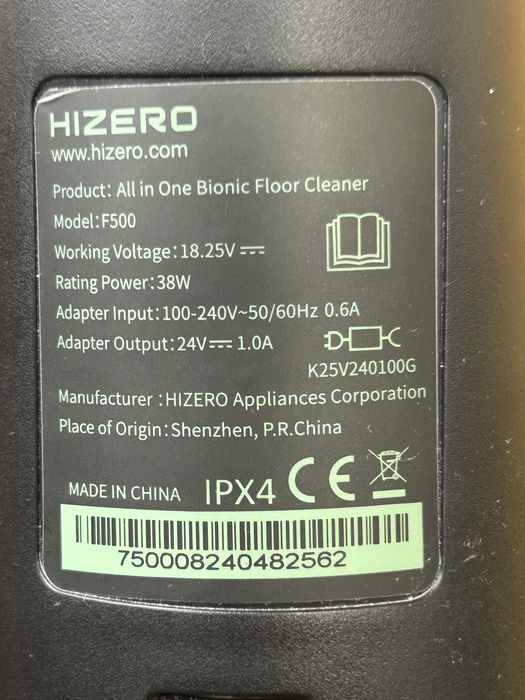 HIZERO
www.hizero.com
Product: All in One Bionic Floor Cleaner
Model:F500
Working Voltage:18.25V⎓
Rating Power:38W
Adapter Input:100-240V~50/60Hz 0.6A
Adapter Output:24V⎓1.0A
K25V240100G
Manufacturer :HIZERO Appliances Corporation
Place of Origin:Shenzhen, P.R.China
MADE IN CHINA IPX4 CE
750008240482562